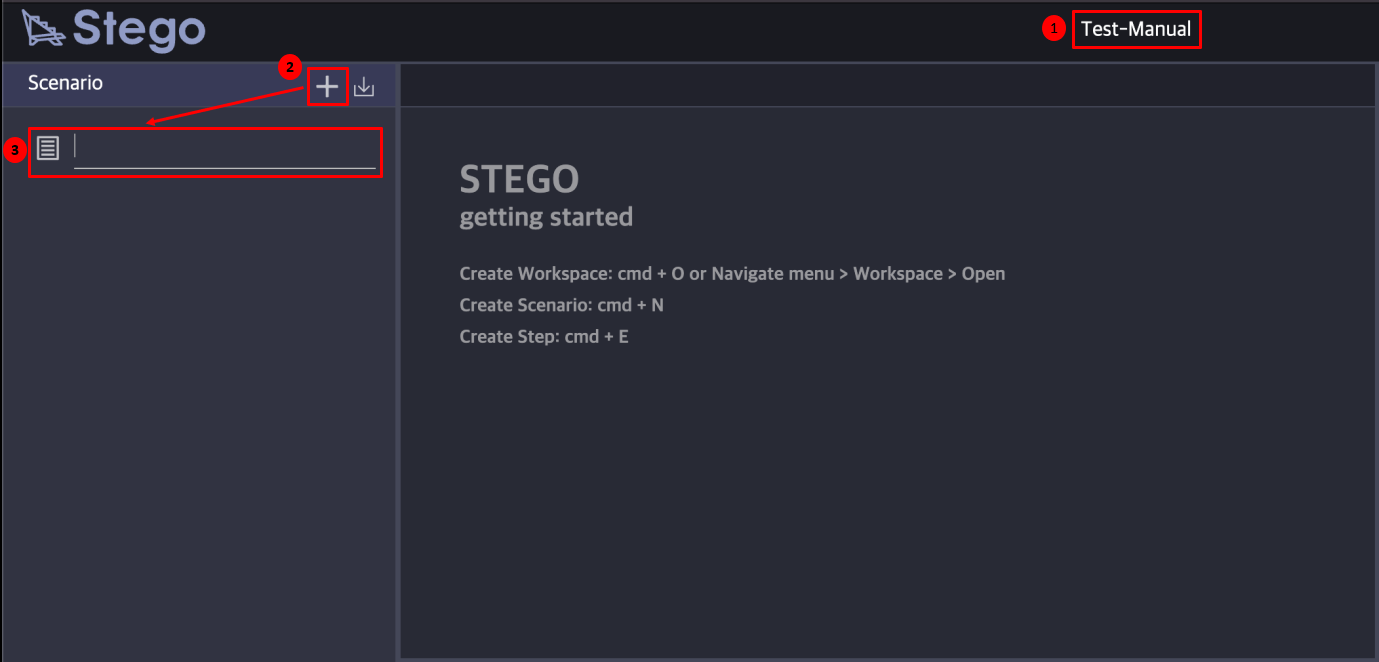 Stego
1 Test-Manual
Scenario
2
3
STEGO
getting started
Create Workspace: cmd + O or Navigate menu > Workspace > Open
Create Scenario: cmd + N
Create Step: cmd + E